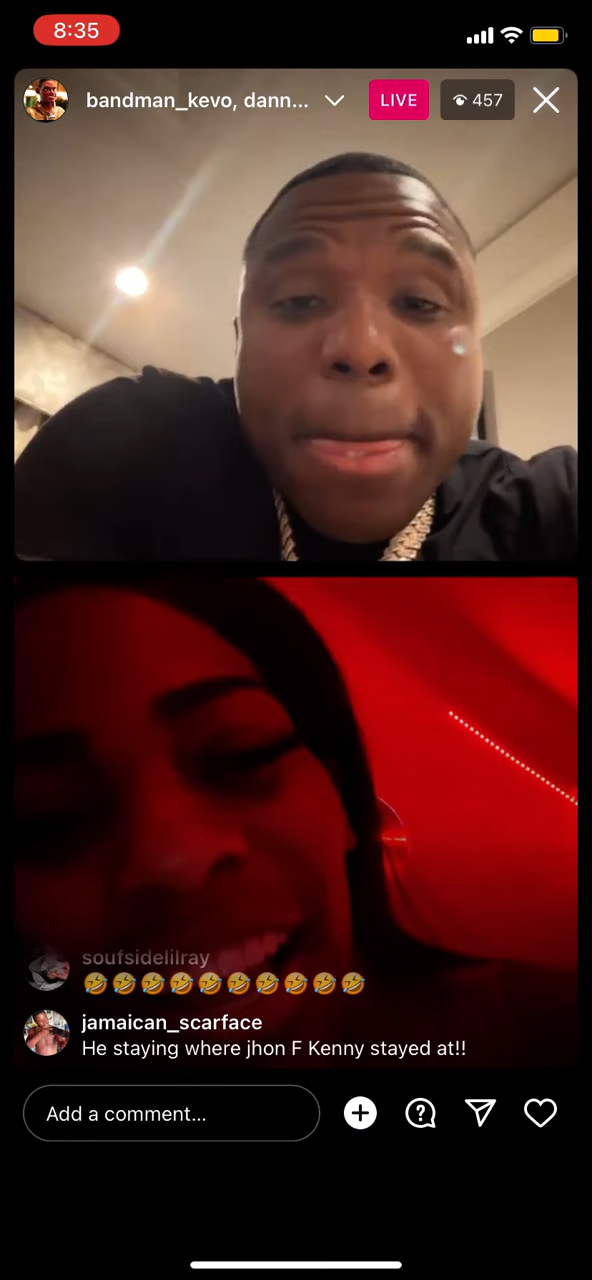 8:35
bandman_kevo, dann...
LIVE
457
soufsidelilray
🤣🤣🤣🤣🤣🤣🤣🤣🤣🤣
jamaican_scarface
He staying where jhon F Kenny stayed at!!
Add a comment...